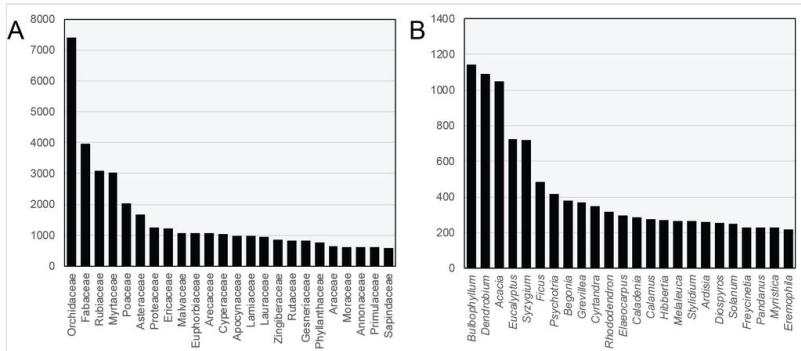 A
8000
7000
6000
5000
4000
3000
2000
1000
0
Orchidaceae
Fabaceae
Rubiaceae
Myrtaceae
Poaceae
Asteraceae
Proteaceae
Ericaceae
Malvaceae
Euphorbiaceae
Arecaceae
Cyperaceae
Apocynaceae
Lamiaceae
Lauraceae
Zingiberaceae
Rutaceae
Gesneriaceae
Phyllanthaceae
Araceae
Moraceae
Annonaceae
Primulaceae
Sapindaceae
B
1400
1200
1000
800
600
400
200
0
Bulbophyllum
Dendrobium
Acacia
Eucalyptus
Syzygium
Ficus
Psychotria
Begonia
Grevillea
Cyrtandra
Rhododendron
Elaeocarpus
Caladenia
Calamus
Hibbertia
Melaleuca
Stylidium
Ardisia
Diospyros
Solanum
Freycinetia
Pandanus
Myristica
Eremophila